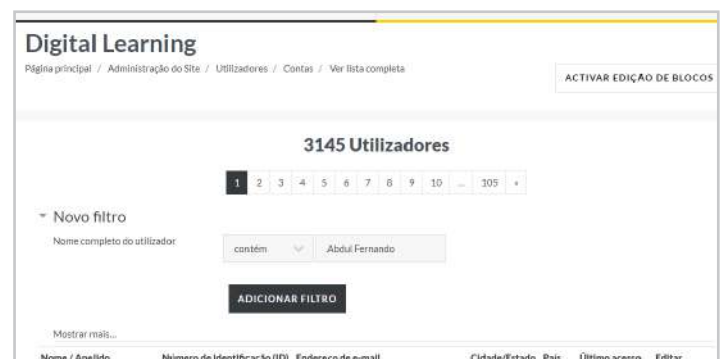 Digital Learning
Página principal / Administração do Site / Utilizadores / Contas / Ver lista completa
ACTIVAR EDIÇÃO DE BLOCOS
3145 Utilizadores
1 2 3 4 5 6 7 8 9 10 ... 105 »
Novo filtro
Nome completo do utilizador contém Abdul Fernando
ADICIONAR FILTRO
Mostrar mais...
Nome / Apelido Número de Identificação (ID) Endereço de e-mail Cidade/Estado País Último acesso Editar